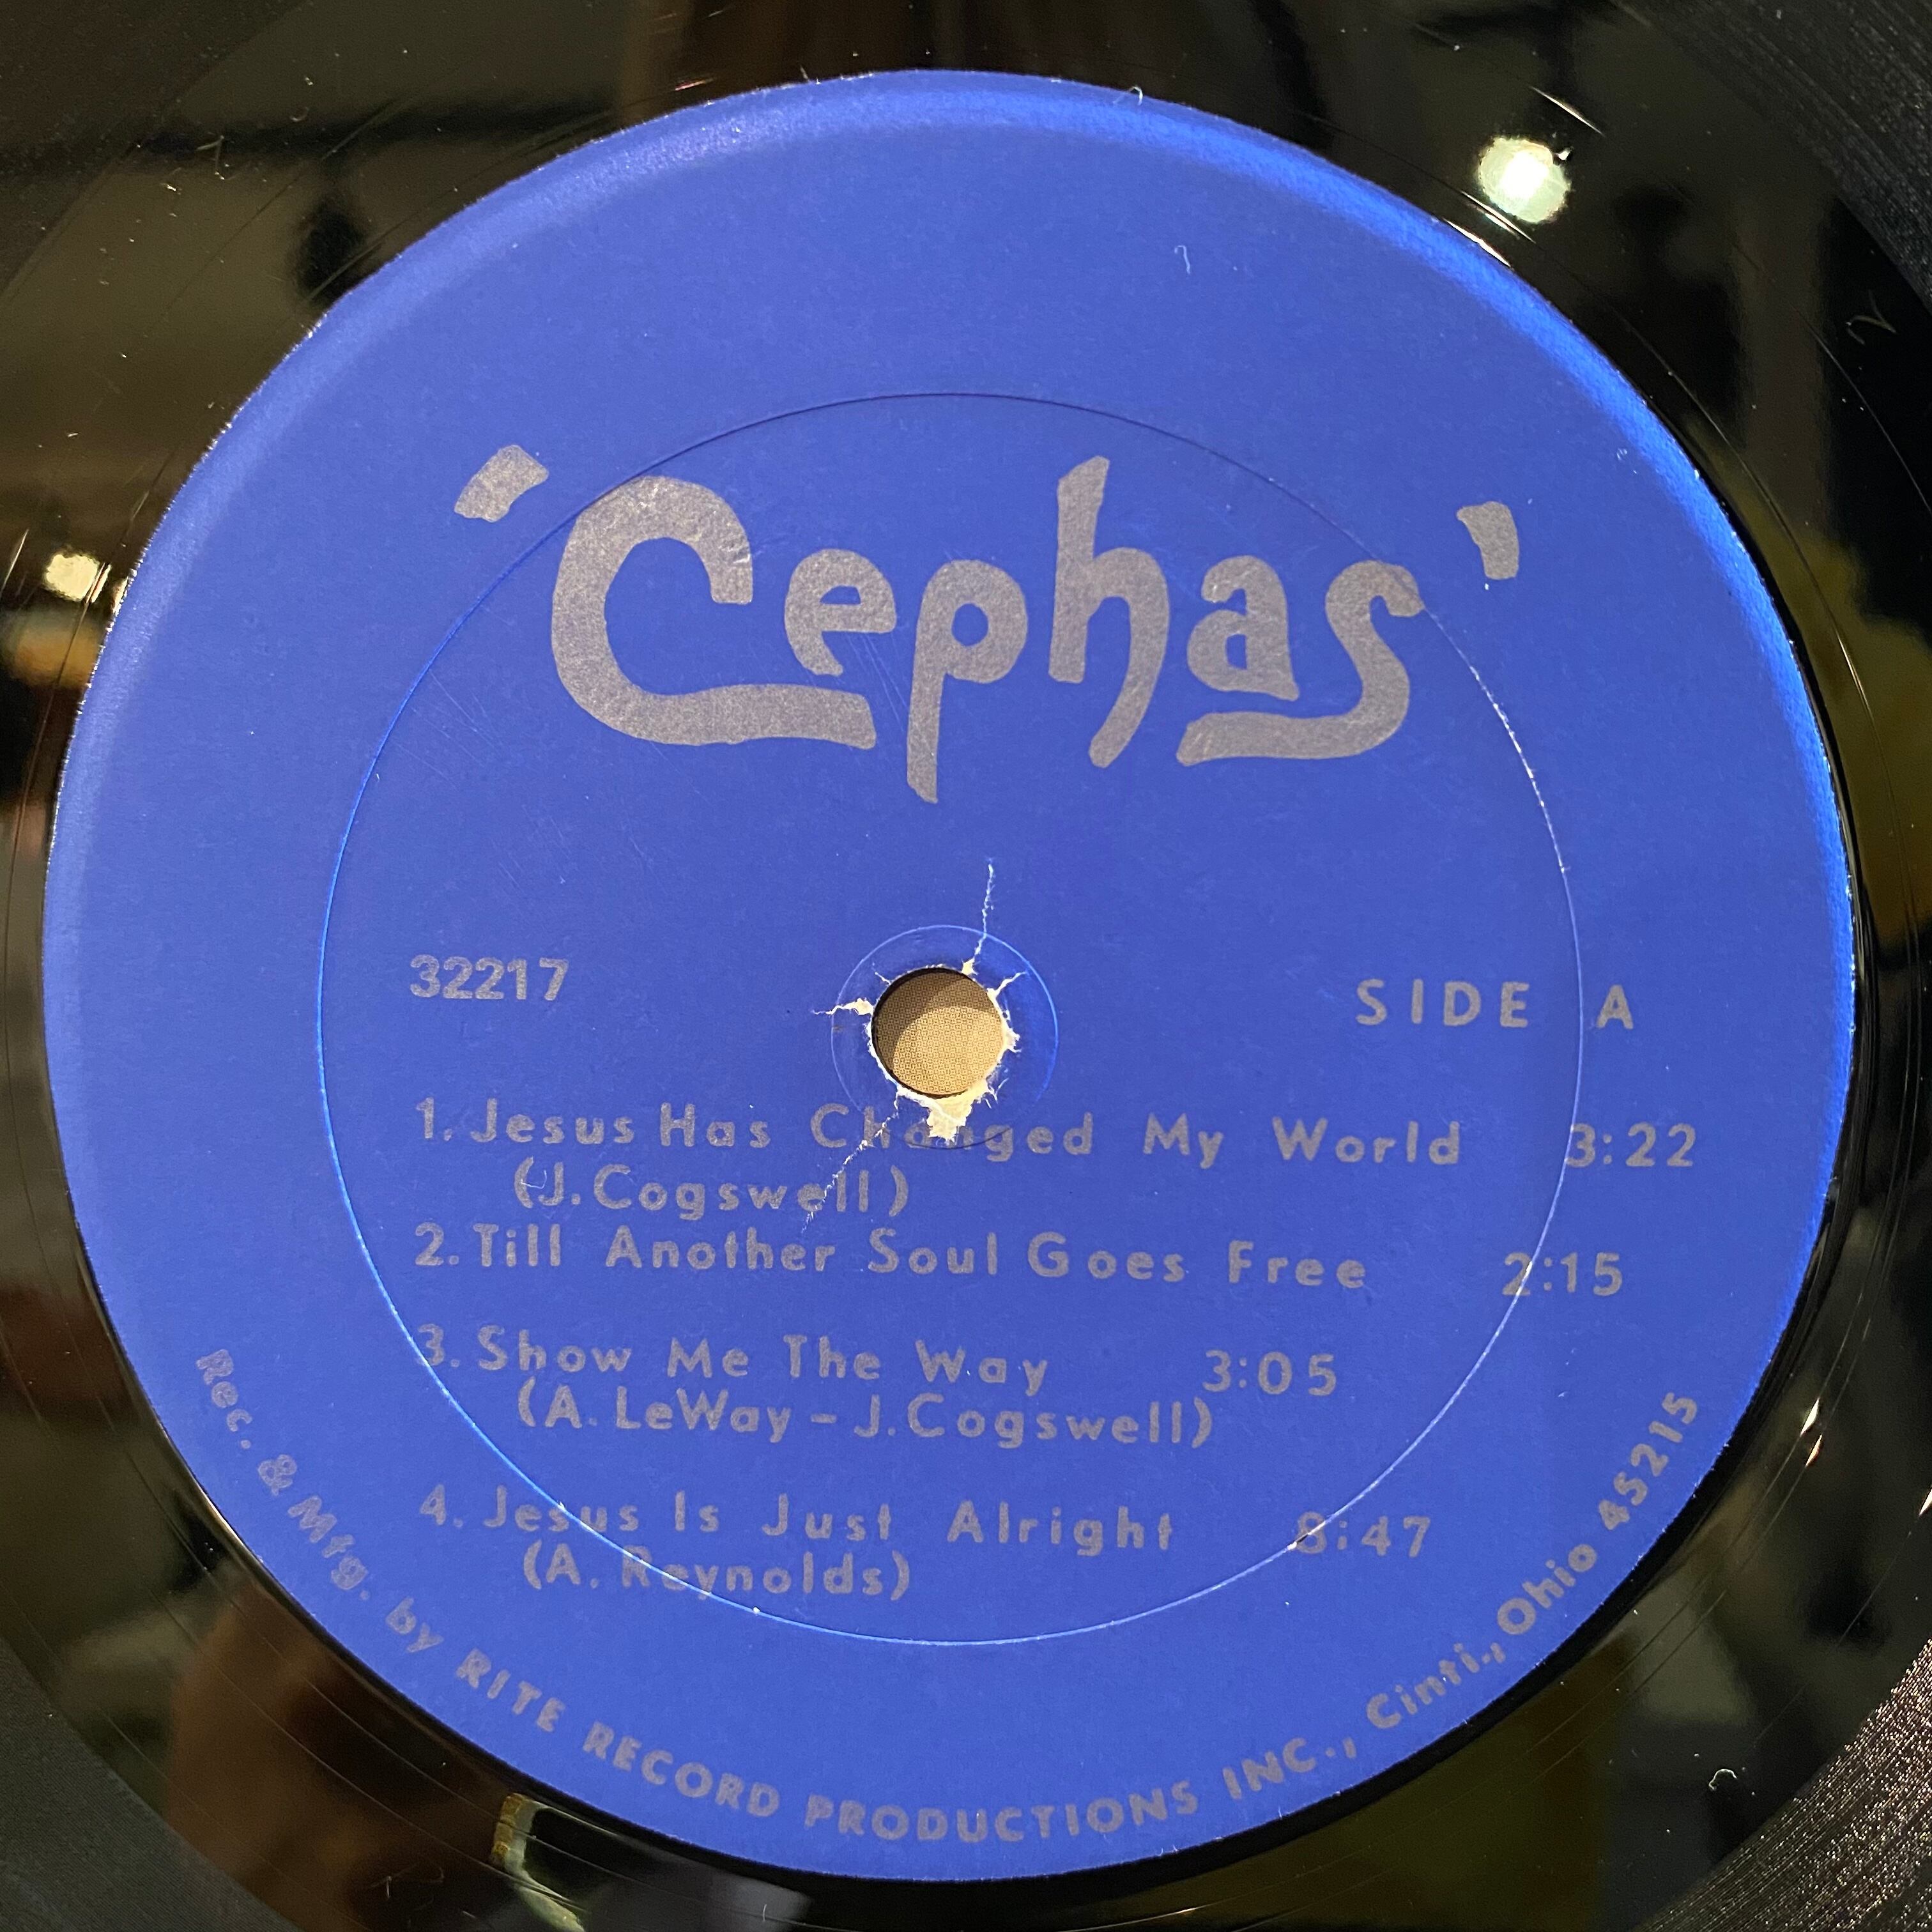 'Cephas'
32217
SIDE A
1. Jesus Has Changed My World 3:22
(J. Cogswell)
2. Till Another Soul Goes Free 2:15
3. Show Me The Way 3:05
(A. LeWay - J. Cogswell)
4. Jesus Is Just Alright 8:47
(A. Reynolds)
Rec. & Mfg. by RITE RECORD PRODUCTIONS INC., Cinti., Ohio 45215